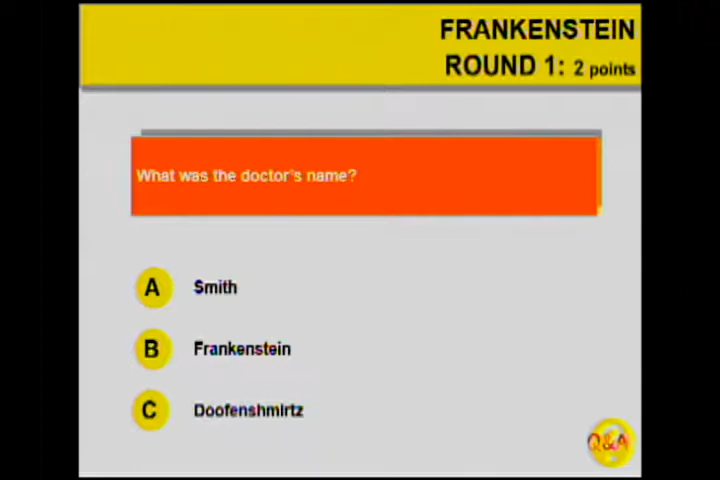 FRANKENSTEIN
ROUND 1: 2 points
What was the doctor's name?
A Smith
B Frankenstein
C Doofenshmirtz
Q&A